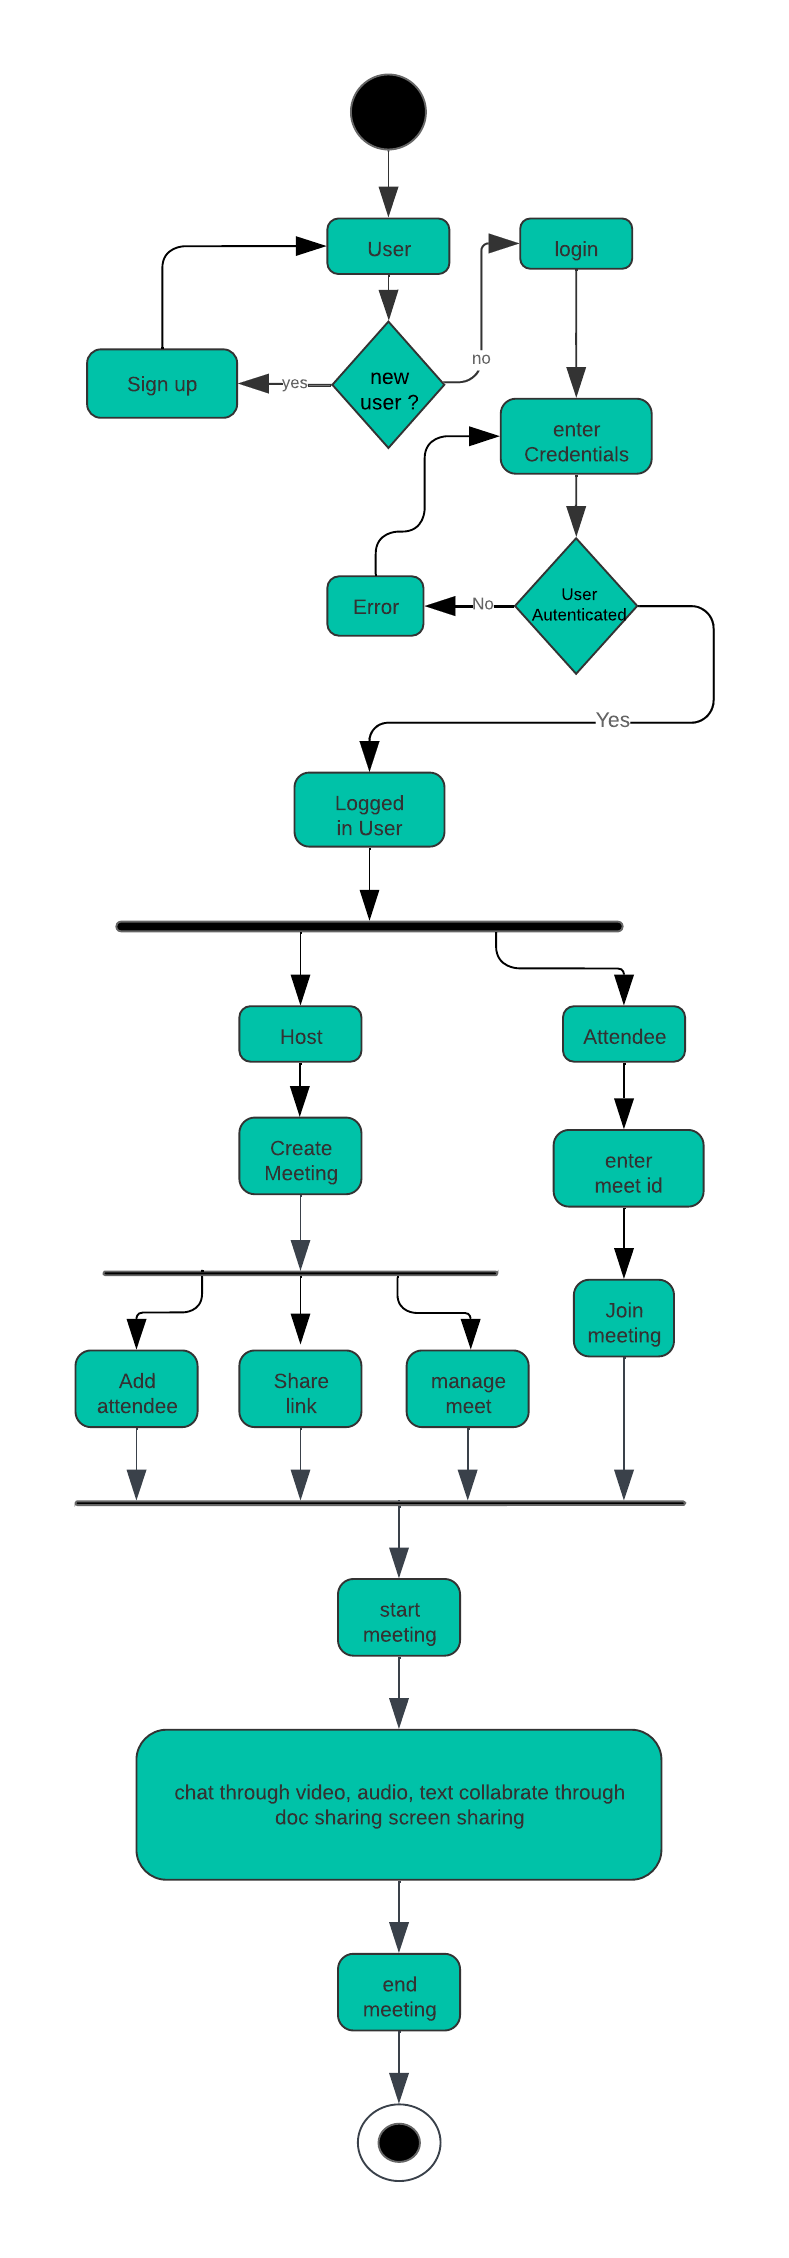 User
login
no
Sign up
yes
new
user ?
enter
Credentials
User
Autenticated
Error
No
Yes
Logged
in User
Host
Attendee
Create
Meeting
enter
meet id
Join
meeting
Add
attendee
Share
link
manage
meet
start
meeting
chat through video, audio, text collabrate through
doc sharing screen sharing
end
meeting